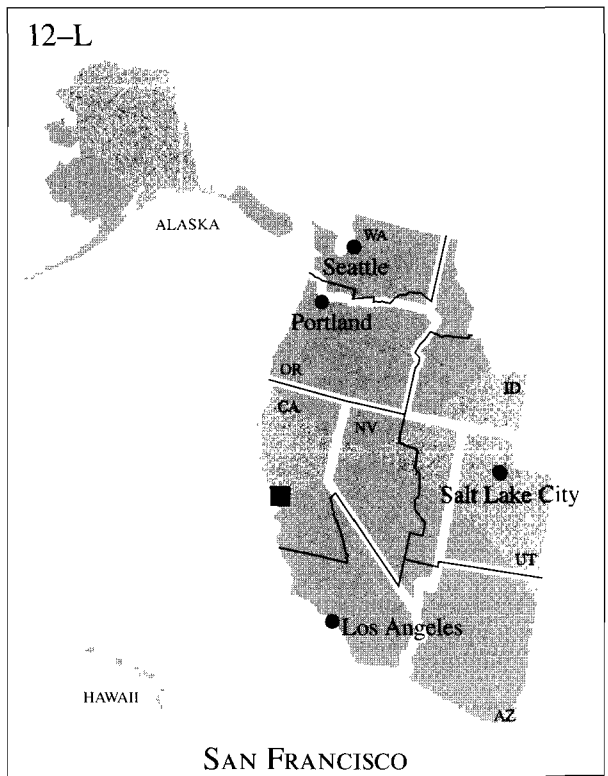 12–L
ALASKA
WA
Seattle
Portland
OR
CA
NV
ID
Salt Lake City
UT
Los Angeles
HAWAII
AZ
SAN FRANCISCO